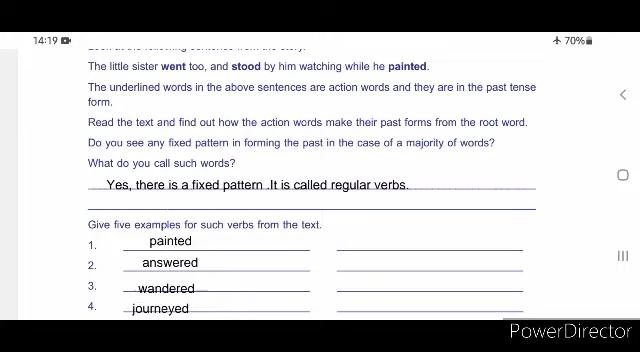 14:19 70%
The little sister went too, and stood by him watching while he painted.
The underlined words in the above sentences are action words and they are in the past tense
form.
Read the text and find out how the action words make their past forms from the root word.
Do you see any fixed pattern in forming the past in the case of a majority of words?
What do you call such words?
Yes, there is a fixed pattern .It is called regular verbs.
Give five examples for such verbs from the text.
1. painted
2. answered
3. wandered
4. journeyed
PowerDirector